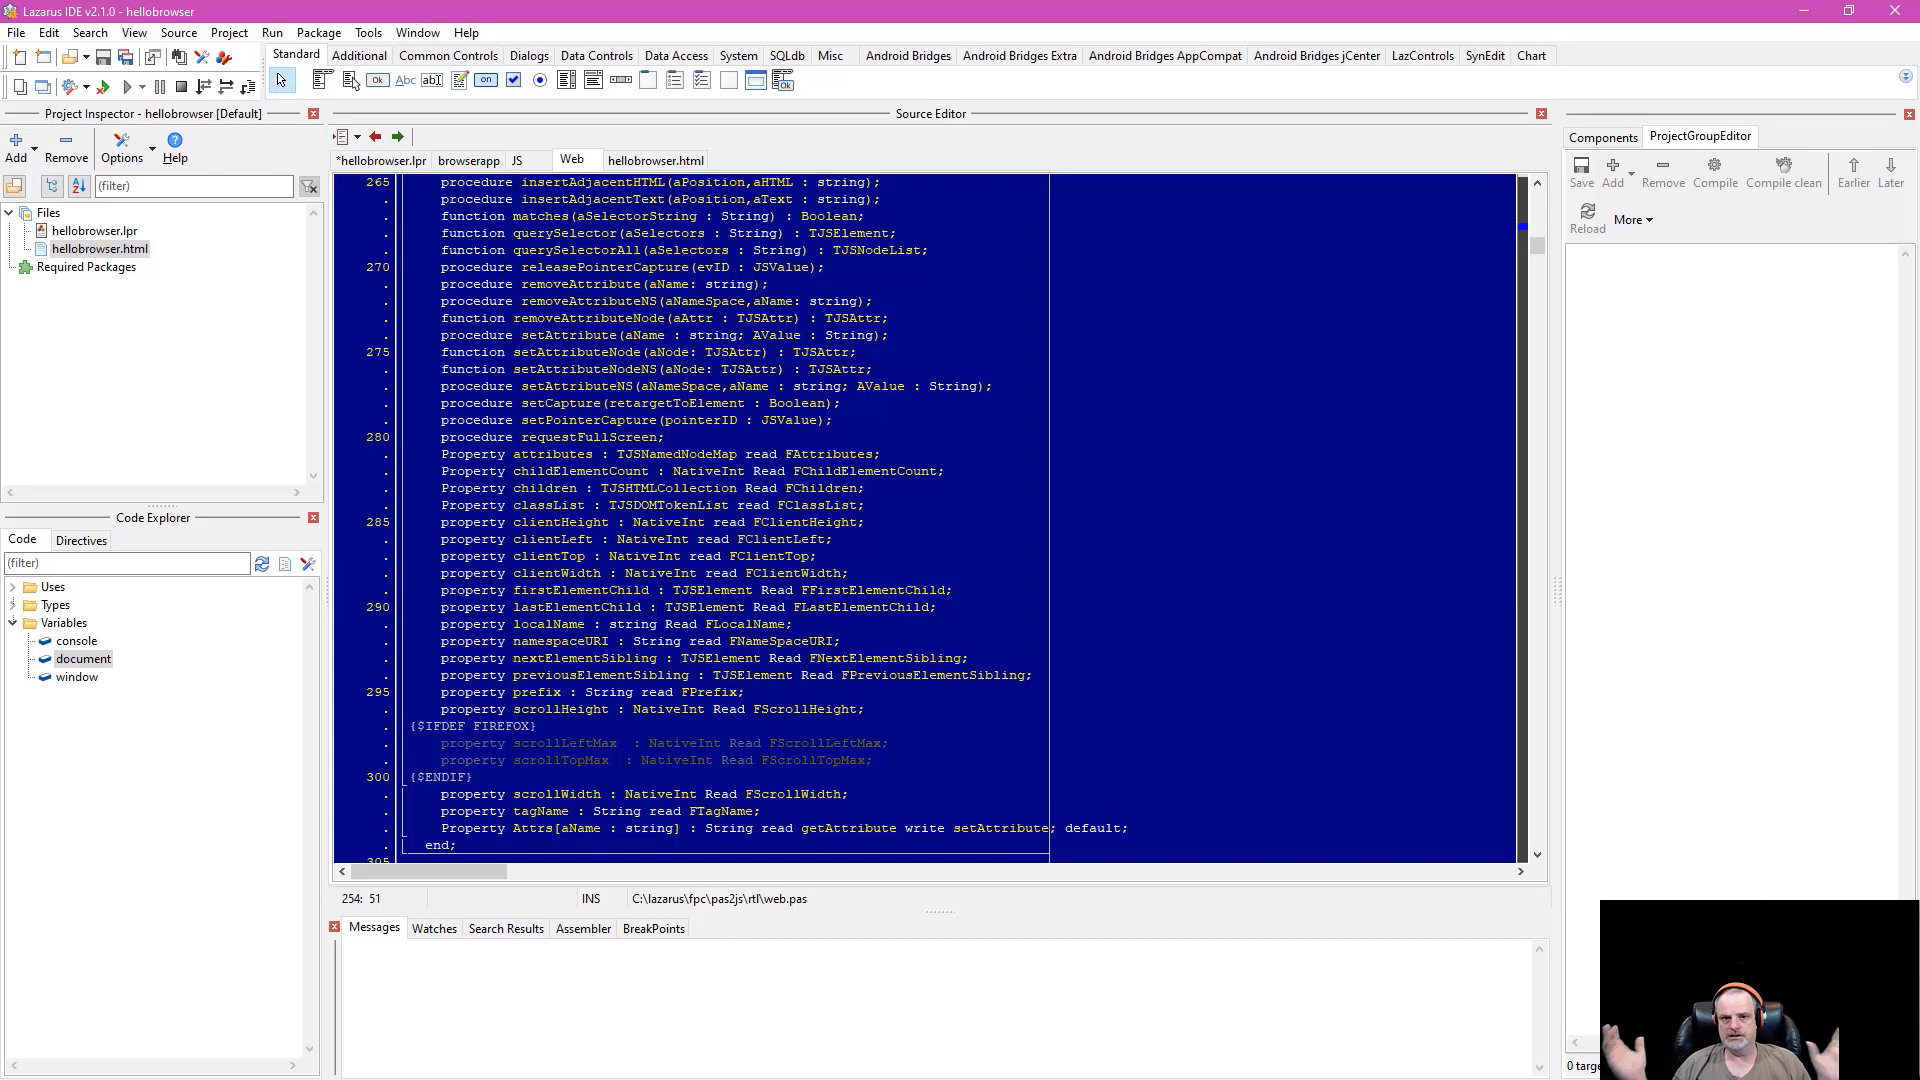 Lazarus IDE v2.1.0 - hellobrowser
File Edit Search View Source Project Run Package Tools Window Help
Standard Additional Common Controls Dialogs Data Controls Data Access System SQLdb Misc Android Bridges Android Bridges Extra Android Bridges AppCompat Android Bridges jCenter LazControls SynEdit Chart
Ok Abc abI on Ok
Project Inspector - hellobrowser [Default]
Add Remove Options Help
(filter)
Files
hellobrowser.lpr
hellobrowser.html
Required Packages
Code Explorer
Code Directives
(filter)
Uses
Types
Variables
console
document
window
Source Editor
*hellobrowser.lpr browserapp JS Web hellobrowser.html
265 procedure insertAdjacentHTML(aPosition,aHTML : string);
. procedure insertAdjacentText(aPosition,aText : string);
. function matches(aSelectorString : String) : Boolean;
. function querySelector(aSelectors : String) : TJSElement;
. function querySelectorAll(aSelectors : String) : TJSNodeList;
270 procedure releasePointerCapture(evID : JSValue);
. procedure removeAttribute(aName: string);
. procedure removeAttributeNS(aNameSpace,aName: string);
. function removeAttributeNode(aAttr : TJSAttr) : TJSAttr;
. procedure setAttribute(aName : string; AValue : String);
275 function setAttributeNode(aNode: TJSAttr) : TJSAttr;
. function setAttributeNodeNS(aNode: TJSAttr) : TJSAttr;
. procedure setAttributeNS(aNameSpace,aName : string; AValue : String);
. procedure setCapture(retargetToElement : Boolean);
. procedure setPointerCapture(pointerID : JSValue);
280 procedure requestFullScreen;
. Property attributes : TJSNamedNodeMap read FAttributes;
. Property childElementCount : NativeInt Read FChildElementCount;
. Property children : TJSHTMLCollection Read FChildren;
. Property classList : TJSDOMTokenList read FClassList;
285 property clientHeight : NativeInt read FClientHeight;
. property clientLeft : NativeInt read FClientLeft;
. property clientTop : NativeInt read FClientTop;
. property clientWidth : NativeInt read FClientWidth;
. property firstElementChild : TJSElement Read FFirstElementChild;
290 property lastElementChild : TJSElement Read FLastElementChild;
. property localName : string Read FLocalName;
. property namespaceURI : String read FNameSpaceURI;
. property nextElementSibling : TJSElement Read FNextElementSibling;
. property previousElementSibling : TJSElement Read FPreviousElementSibling;
295 property prefix : String read FPrefix;
. property scrollHeight : NativeInt Read FScrollHeight;
. {$IFDEF FIREFOX}
. property scrollLeftMax : NativeInt Read FScrollLeftMax;
. property scrollTopMax : NativeInt Read FScrollTopMax;
300 {$ENDIF}
. property scrollWidth : NativeInt Read FScrollWidth;
. property tagName : String read FTagName;
. Property Attrs[aName : string] : String read getAttribute write setAttribute; default;
. end;
305
254: 51 INS C:\lazarus\fpc\pas2js\rtl\web.pas
Messages Watches Search Results Assembler BreakPoints
Components ProjectGroupEditor
Save Add Remove Compile Compile clean Earlier Later
Reload More
0 targe